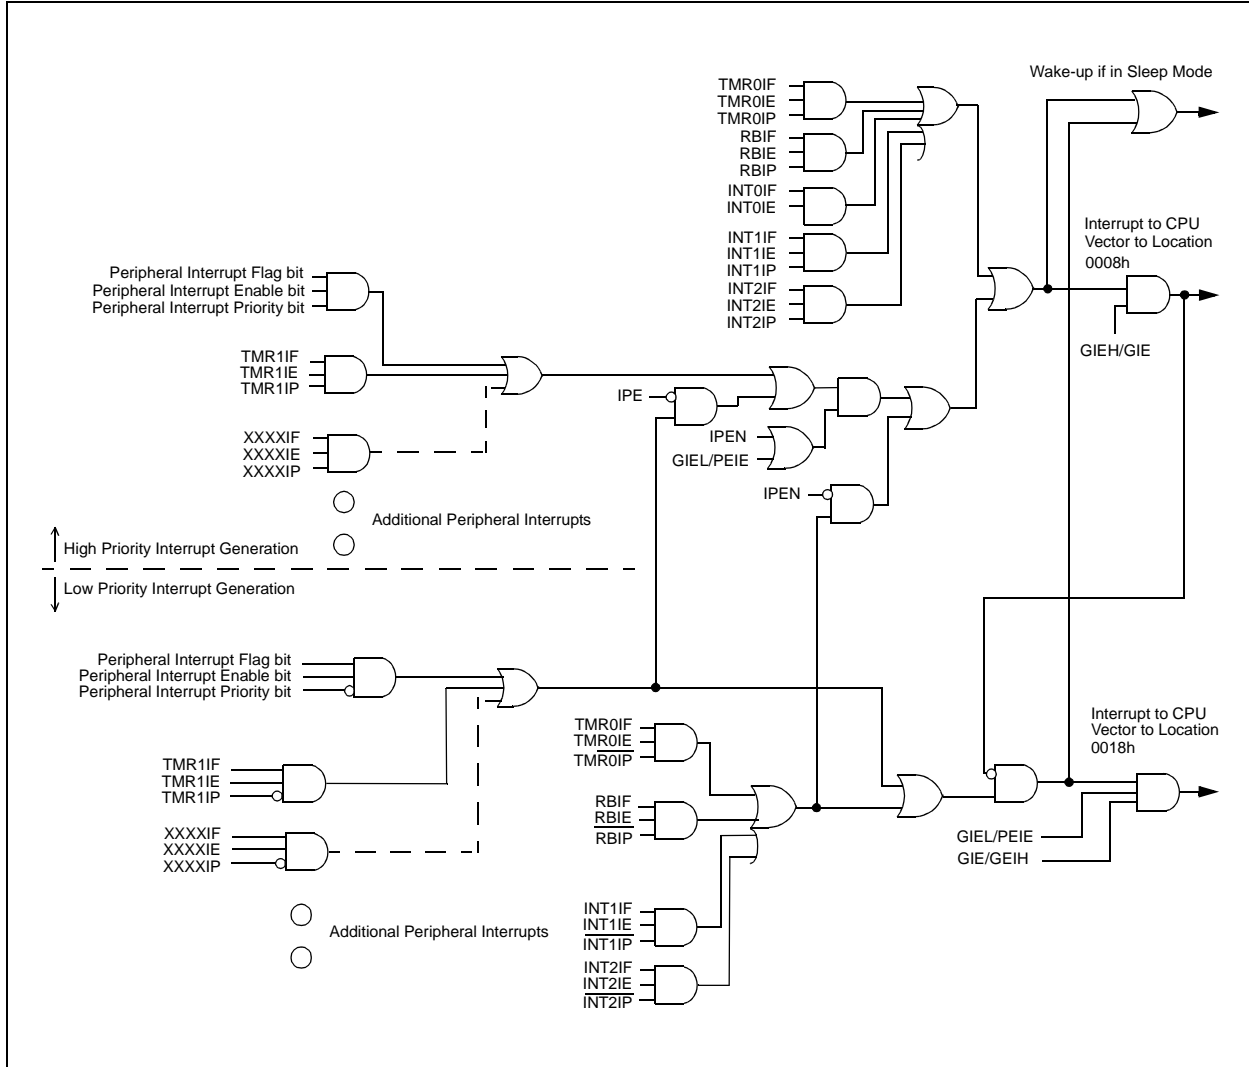 Wake-up if in Sleep Mode
TMR0IF
TMR0IE
TMR0IP
RBIF
RBIE
RBIP
INT0IF
INT0IE
INT1IF
INT1IE
INT1IP
INT2IF
INT2IE
INT2IP
Interrupt to CPU
Vector to Location
0008h
GIEH/GIE
Peripheral Interrupt Flag bit
Peripheral Interrupt Enable bit
Peripheral Interrupt Priority bit
TMR1IF
TMR1IE
TMR1IP
XXXXIF
XXXXIE
XXXXIP
IPE
IPEN
GIEL/PEIE
IPEN
Additional Peripheral Interrupts
High Priority Interrupt Generation
Low Priority Interrupt Generation
Peripheral Interrupt Flag bit
Peripheral Interrupt Enable bit
Peripheral Interrupt Priority bit
TMR1IF
TMR1IE
TMR1IP
XXXXIF
XXXXIE
XXXXIP
Additional Peripheral Interrupts
TMR0IF
TMR0IE
TMR0IP
RBIF
RBIE
RBIP
INT1IF
INT1IE
INT1IP
INT2IF
INT2IE
INT2IP
Interrupt to CPU
Vector to Location
0018h
GIEL/PEIE
GIE/GEIH